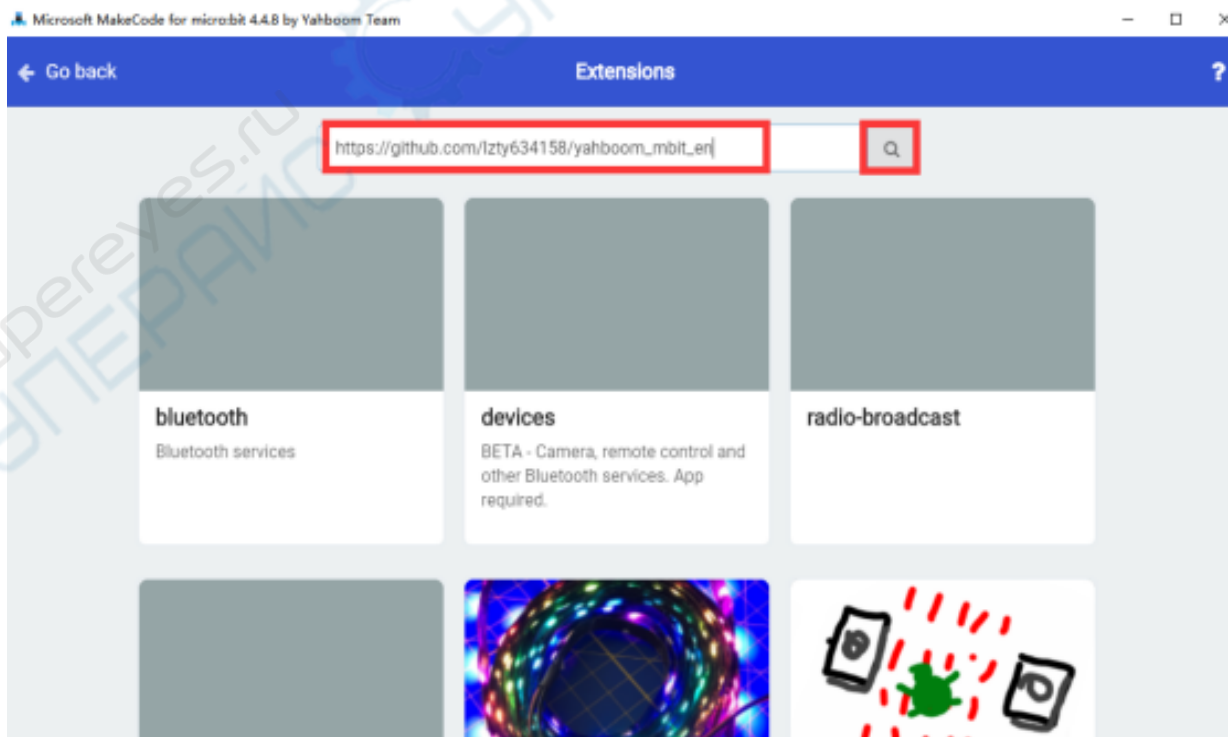 Microsoft MakeCode for micro:bit 4.4.8 by Yahboom Team
Go back
Extensions
?
https://github.com/lzty634158/yahboom_mbit_en
bluetooth
Bluetooth services
devices
BETA - Camera, remote control and
other Bluetooth services. App
required.
radio-broadcast